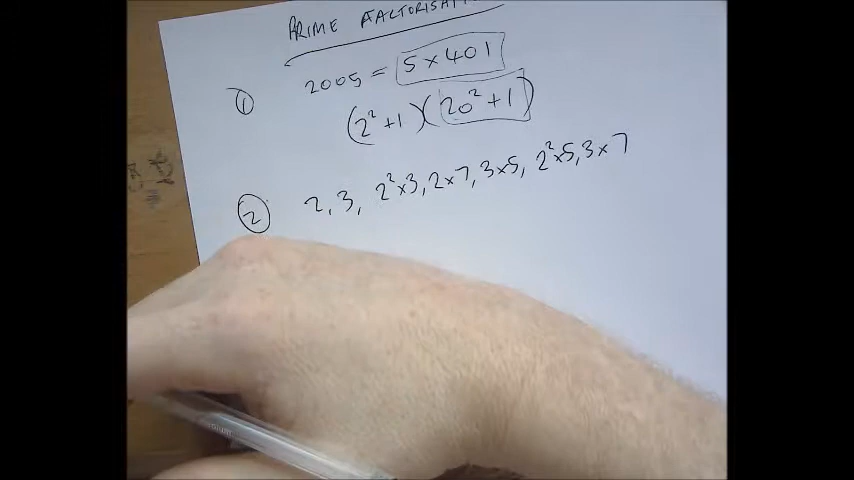 PRIME FACTORISATION
① 2005 = 5 × 401
(2² + 1)(20² + 1)
② 2, 3, 2² × 3, 2 × 7, 3 × 5, 2² × 5, 3 × 7